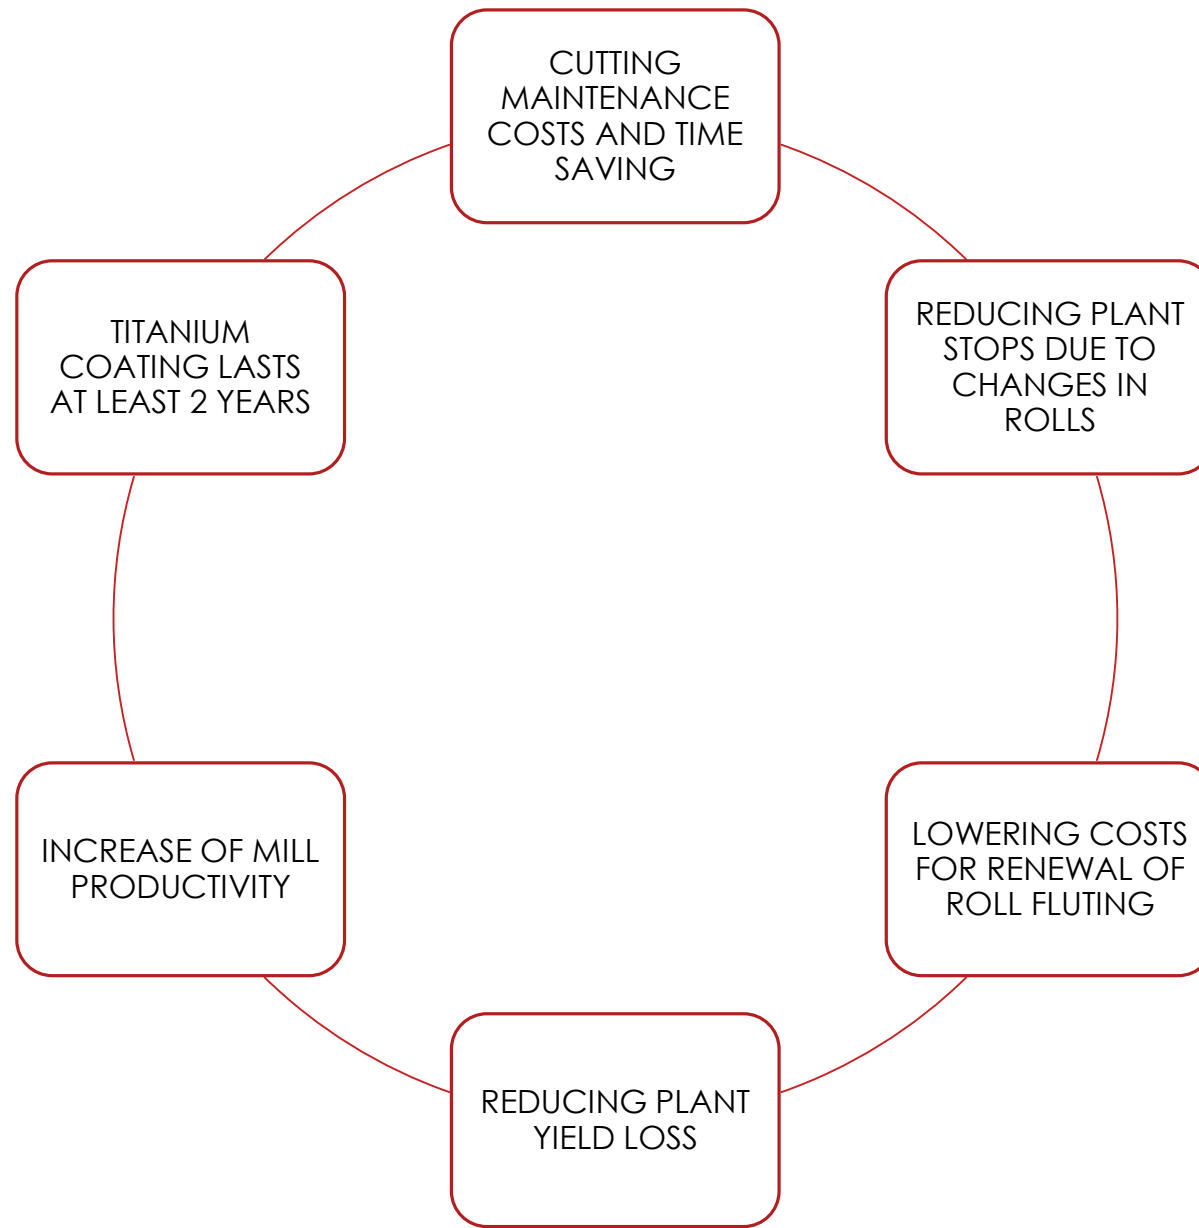 CUTTING
MAINTENANCE
COSTS AND TIME
SAVING
REDUCING PLANT
STOPS DUE TO
CHANGES IN
ROLLS
LOWERING COSTS
FOR RENEWAL OF
ROLL FLUTING
REDUCING PLANT
YIELD LOSS
INCREASE OF MILL
PRODUCTIVITY
TITANIUM
COATING LASTS
AT LEAST 2 YEARS